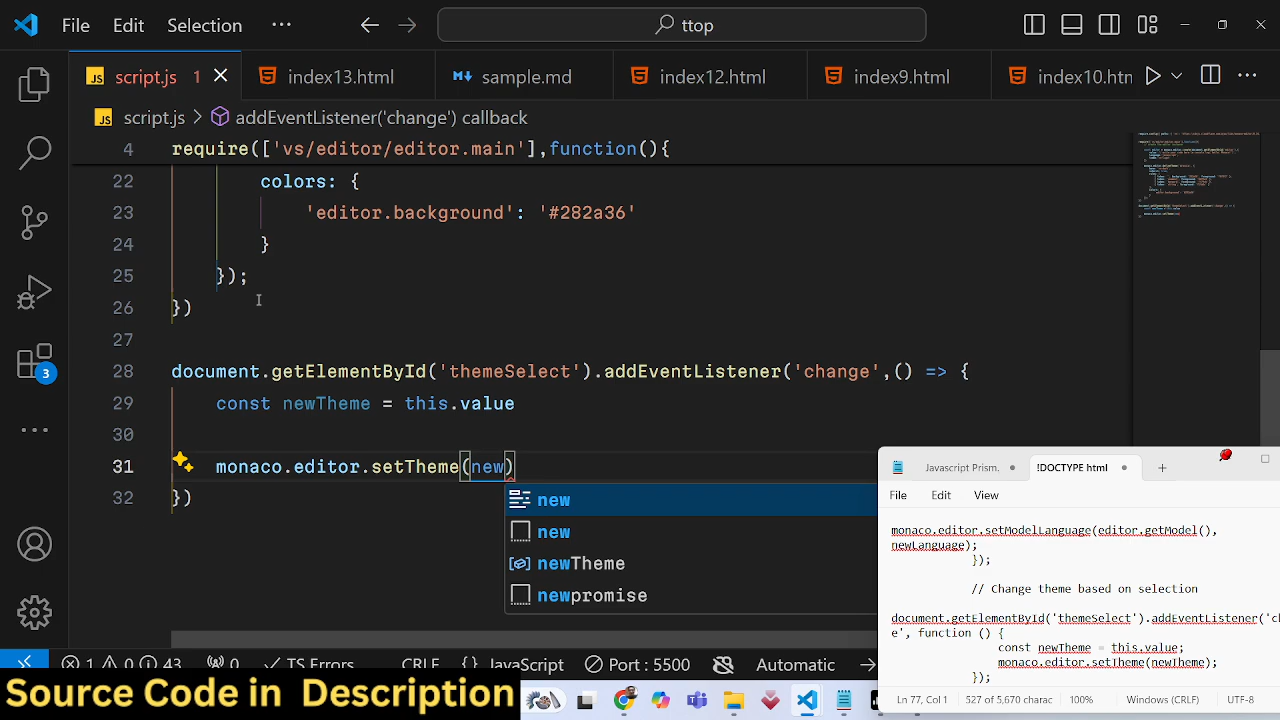 File Edit Selection ··· ttop
script.js 1 index13.html sample.md index12.html index9.html index10.htn
script.js > addEventListener('change') callback
4 require(['vs/editor/editor.main'],function(){
22 colors: {
23 'editor.background': '#282a36'
24 }
25 });
26 })
27
28 document.getElementById('themeSelect').addEventListener('change',() => {
29 const newTheme = this.value
30
31 monaco.editor.setTheme(new)
32 })
new
new
newTheme
newpromise
3
Javascript Prism. !DOCTYPE html
File Edit View
monaco.editor.setModelLanguage(editor.getModel(),
newLanguage);
});
// Change theme based on selection
document.getElementById('themeSelect').addEventListener('c
e', function () {
const newTheme = this.value;
monaco.editor.setTheme(newTheme);
});
Ln 77, Col 1 527 of 5,670 charac 100% Windows (CRLF) UTF-8
1 0 43 0 TS Errors CRLF {} JavaScript Port : 5500 Automatic
Source Code in Description